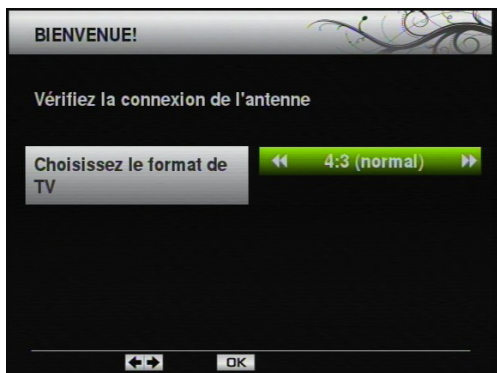 BIENVENUE!
Vérifiez la connexion de l'antenne
Choisissez le format de
TV
4:3 (normal)
OK